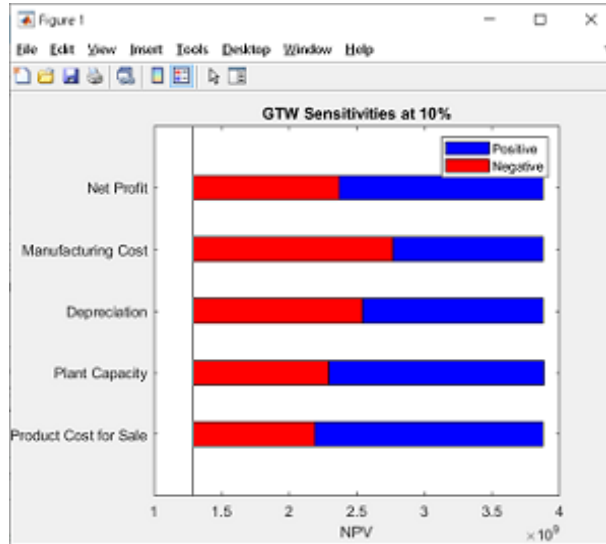 Figure 1
File Edit View Insert Tools Desktop Window Help
GTW Sensitivities at 10%
Positive
Negative
Net Profit
Manufacturing Cost
Depreciation
Plant Capacity
Product Cost for Sale
1 1.5 2 2.5 3 3.5 4
NPV
×10⁹